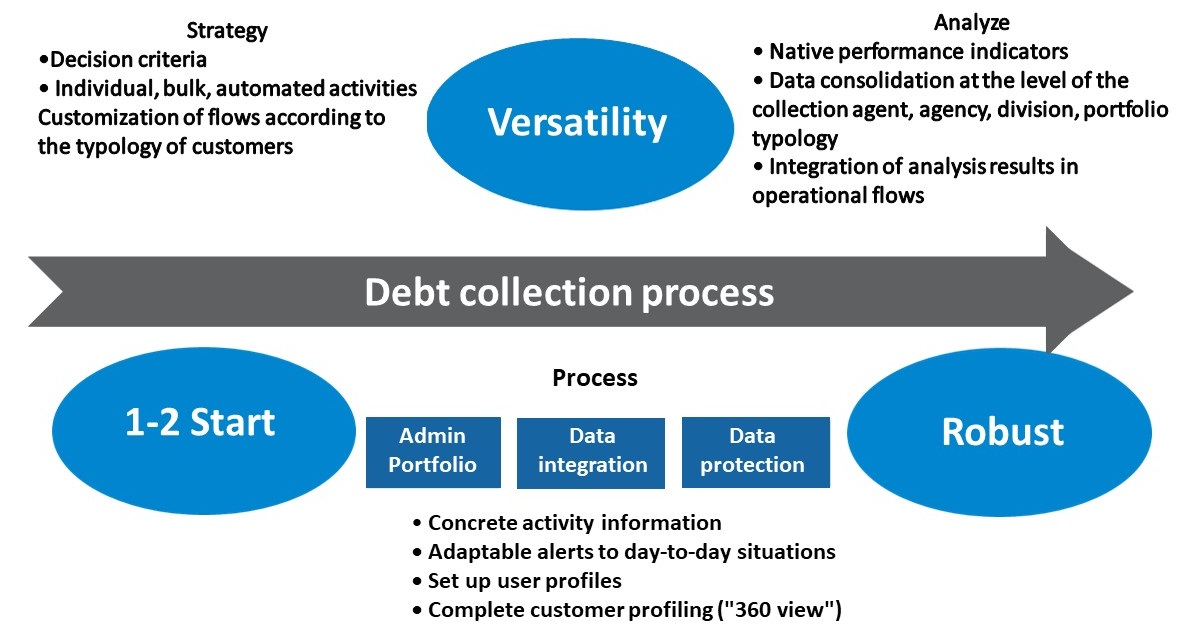 Strategy
•Decision criteria
• Individual, bulk, automated activities
Customization of flows according to
the typology of customers
Versatility
Analyze
• Native performance indicators
• Data consolidation at the level of the
collection agent, agency, division, portfolio
typology
• Integration of analysis results in
operational flows
Debt collection process
1-2 Start
Process
Admin
Portfolio
Data
integration
Data
protection
Robust
• Concrete activity information
• Adaptable alerts to day-to-day situations
• Set up user profiles
• Complete customer profiling ("360 view")